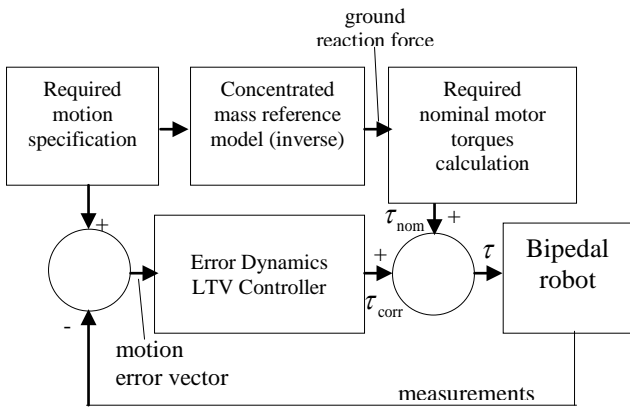 ground
reaction force
Required
motion
specification
Concentrated
mass reference
model (inverse)
Required
nominal motor
torques
calculation
τnom
+
+
Error Dynamics
LTV Controller
+
τcorr
τ
Bipedal
robot
-
motion
error vector
measurements